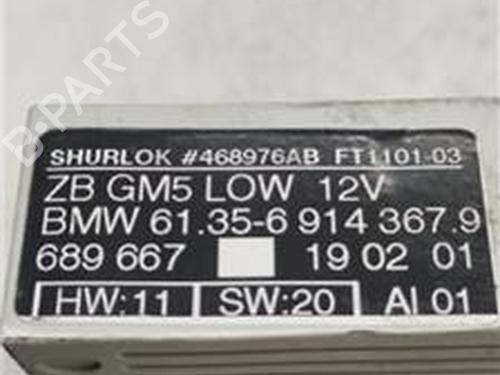 B-PARTS
SHURLOK #468976AB FT1101-03
ZB GM5 LOW 12V
BMW 61.35-6 914 367.9
689 667 19 02 01
HW:11 SW:20 AI 01